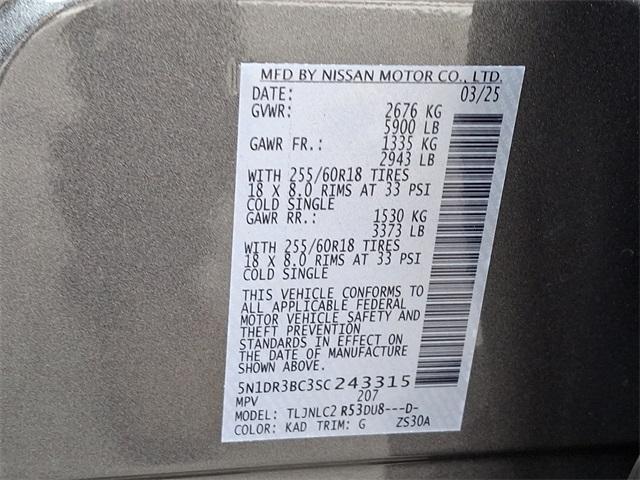 MFD BY NISSAN MOTOR CO., LTD.
DATE: 03/25
GVWR: 2676 KG
5900 LB
GAWR FR.: 1335 KG
2943 LB
WITH 255/60R18 TIRES
18 X 8.0 RIMS AT 33 PSI
COLD SINGLE
GAWR RR.: 1530 KG
3373 LB
WITH 255/60R18 TIRES
18 X 8.0 RIMS AT 33 PSI
COLD SINGLE
THIS VEHICLE CONFORMS TO
ALL APPLICABLE FEDERAL
MOTOR VEHICLE SAFETY AND
THEFT PREVENTION
STANDARDS IN EFFECT ON
THE DATE OF MANUFACTURE
SHOWN ABOVE.
5N1DR3BC3SC243315
MPV 207
MODEL: TLJNLC2 R53DU8---D-
COLOR: KAD TRIM: G ZS30A